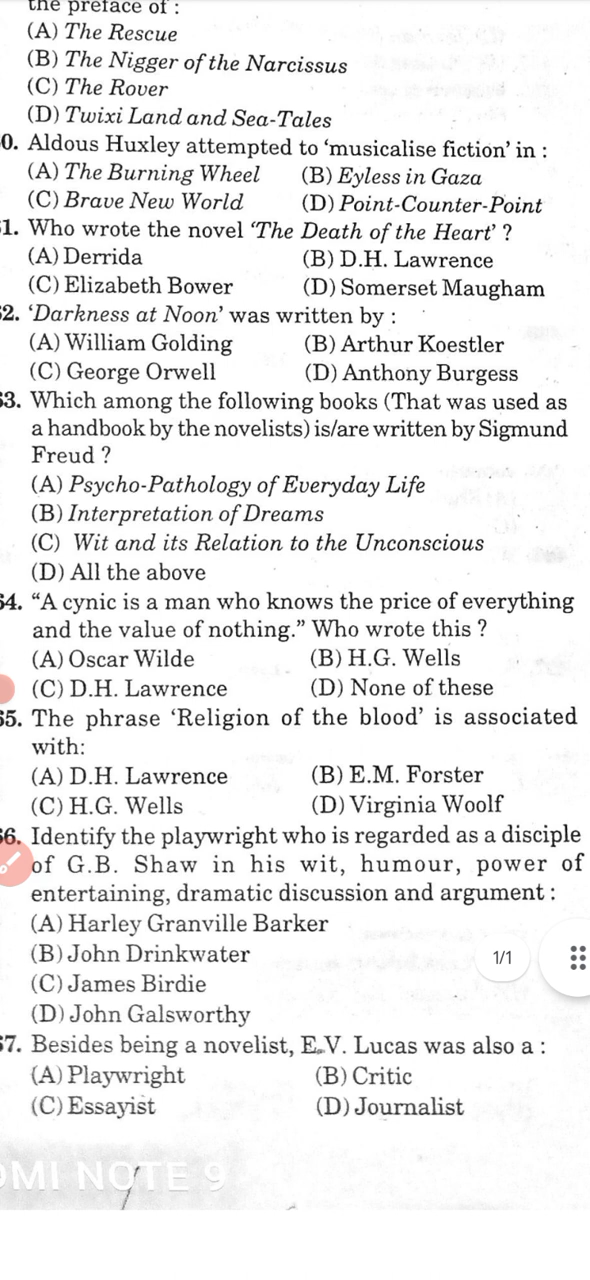 the preface of :
(A) The Rescue
(B) The Nigger of the Narcissus
(C) The Rover
(D) Twixi Land and Sea-Tales
0. Aldous Huxley attempted to ‘musicalise fiction’ in :
(A) The Burning Wheel (B) Eyless in Gaza
(C) Brave New World (D) Point-Counter-Point
1. Who wrote the novel ‘The Death of the Heart’ ?
(A) Derrida (B) D.H. Lawrence
(C) Elizabeth Bower (D) Somerset Maugham
62. ‘Darkness at Noon’ was written by :
(A) William Golding (B) Arthur Koestler
(C) George Orwell (D) Anthony Burgess
63. Which among the following books (That was used as
a handbook by the novelists) is/are written by Sigmund
Freud ?
(A) Psycho-Pathology of Everyday Life
(B) Interpretation of Dreams
(C) Wit and its Relation to the Unconscious
(D) All the above
64. “A cynic is a man who knows the price of everything
and the value of nothing.” Who wrote this ?
(A) Oscar Wilde (B) H.G. Wells
(C) D.H. Lawrence (D) None of these
65. The phrase ‘Religion of the blood’ is associated
with:
(A) D.H. Lawrence (B) E.M. Forster
(C) H.G. Wells (D) Virginia Woolf
66. Identify the playwright who is regarded as a disciple
of G.B. Shaw in his wit, humour, power of
entertaining, dramatic discussion and argument :
(A) Harley Granville Barker
(B) John Drinkwater
1/1
(C) James Birdie
(D) John Galsworthy
67. Besides being a novelist, E.V. Lucas was also a :
(A) Playwright (B) Critic
(C) Essayist (D) Journalist
OMI NOTE 9